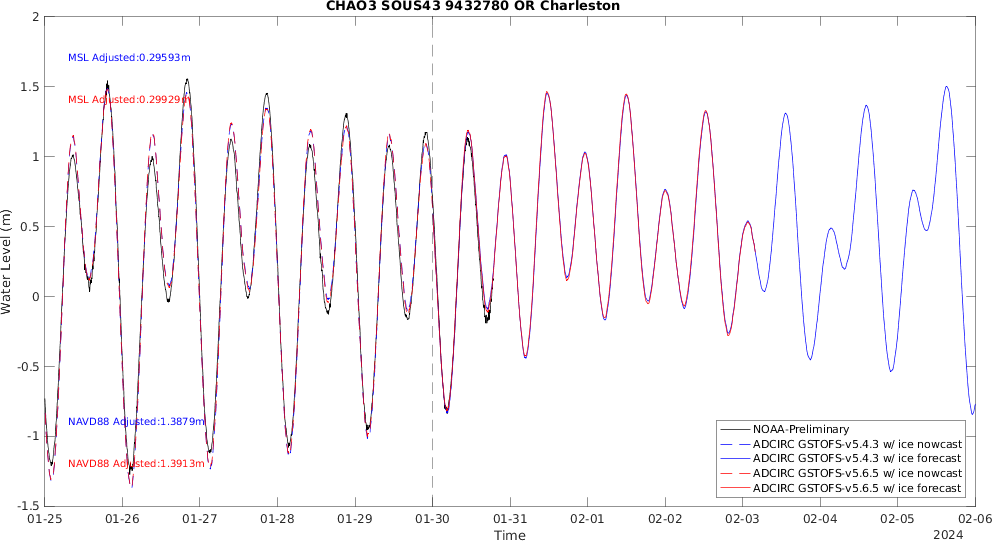 CHAO3 SOUS43 9432780 OR Charleston
2
1.5
1
0.5
0
-0.5
-1
-1.5
Water Level (m)
MSL Adjusted:0.29593m
MSL Adjusted:0.29929m
NAVD88 Adjusted:1.3879m
NAVD88 Adjusted:1.3913m
NOAA-Preliminary
ADCIRC GSTOFS-v5.4.3 w/ ice nowcast
ADCIRC GSTOFS-v5.4.3 w/ ice forecast
ADCIRC GSTOFS-v5.6.5 w/ ice nowcast
ADCIRC GSTOFS-v5.6.5 w/ ice forecast
01-25 01-26 01-27 01-28 01-29 01-30 01-31 02-01 02-02 02-03 02-04 02-05 02-06
Time
2024